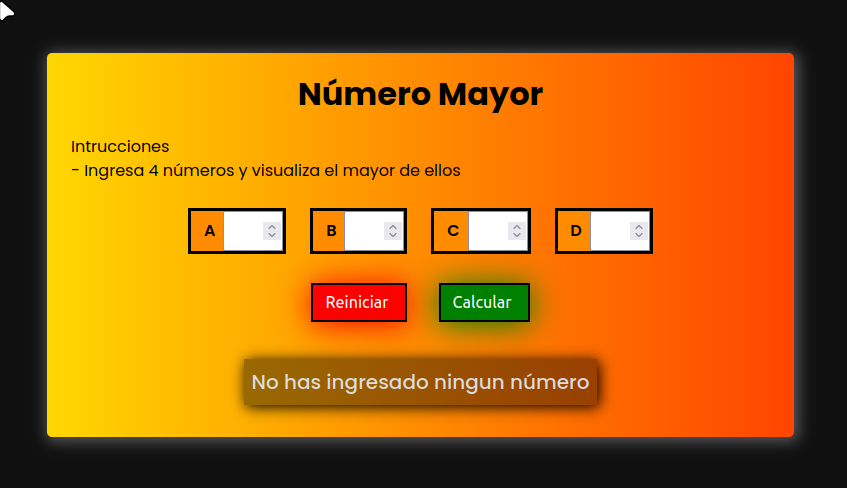 Número Mayor
Intrucciones
- Ingresa 4 números y visualiza el mayor de ellos
A B C D
Reiniciar Calcular
No has ingresado ningun número